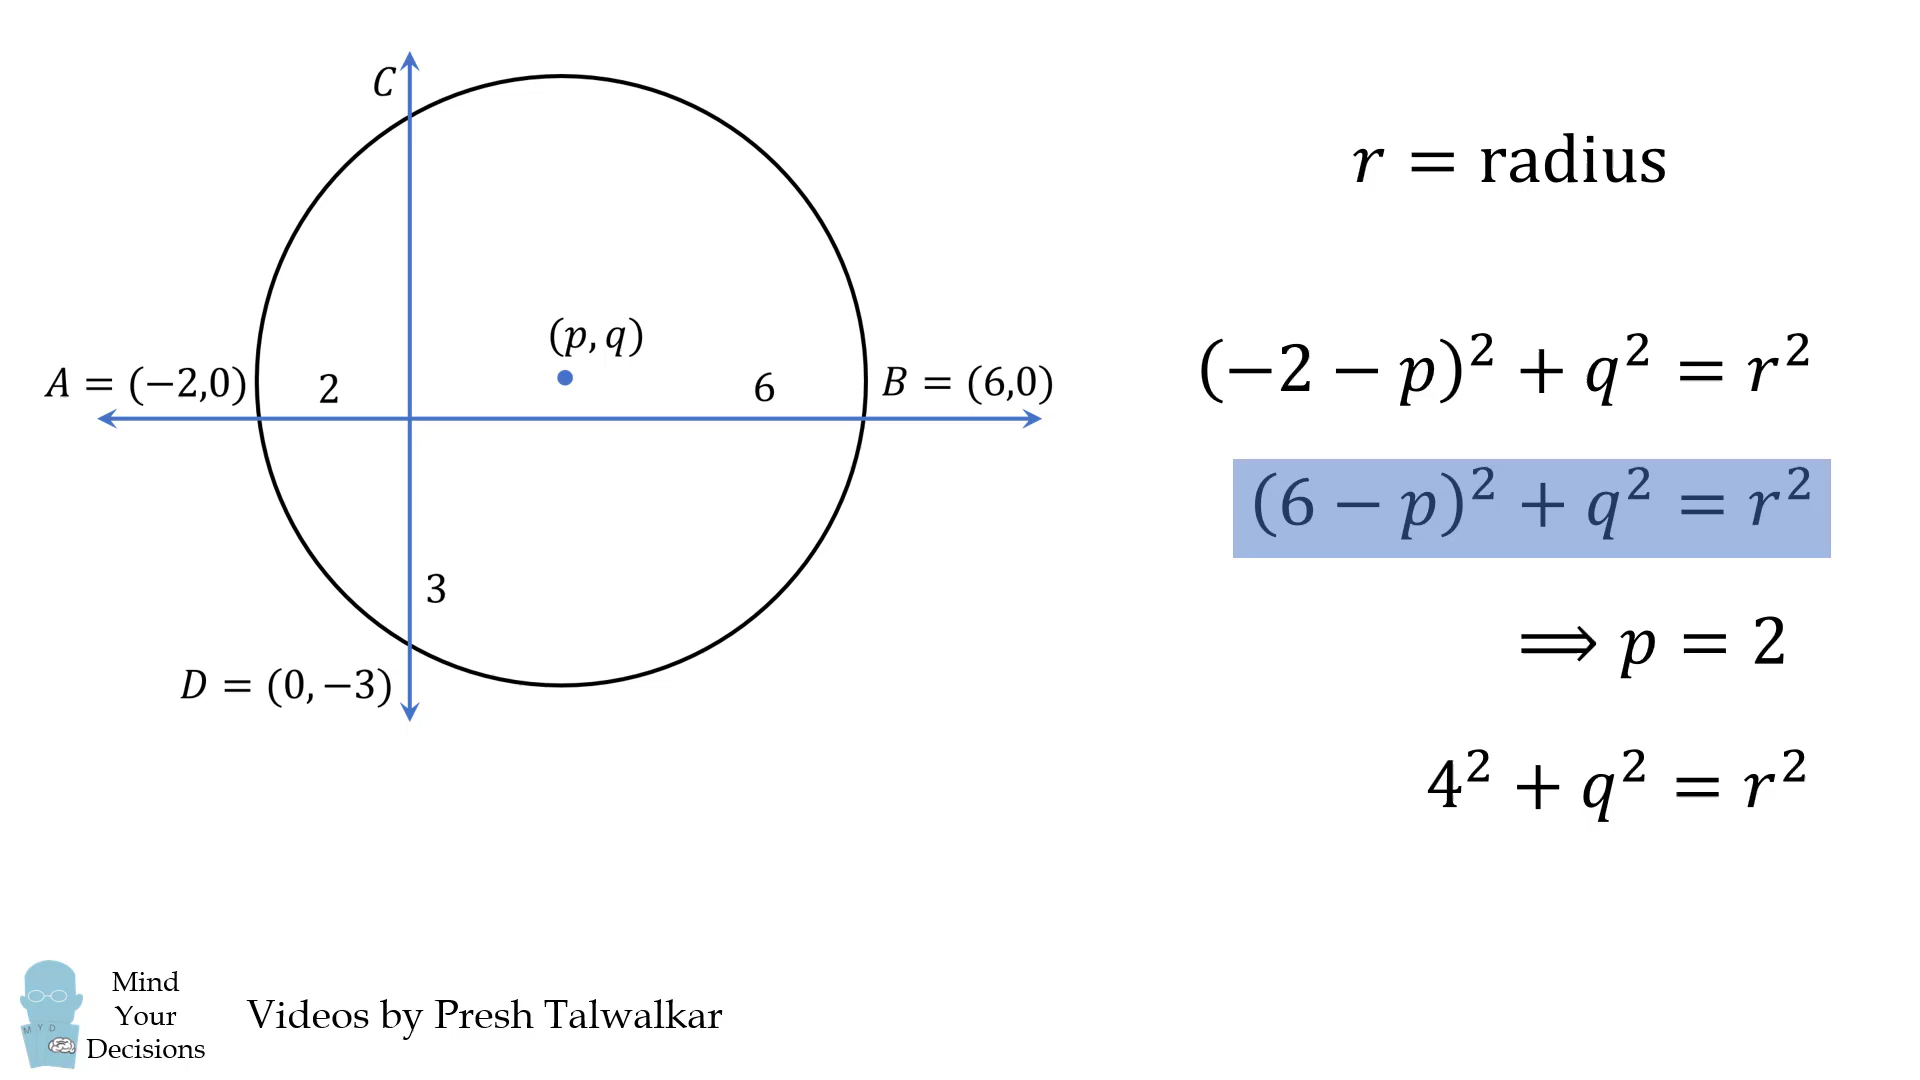 C
r = radius
(p, q)
(−2 − p)² + q² = r²
A = (−2,0)
2
6
B = (6,0)
(6 − p)² + q² = r²
3
⟹ p = 2
D = (0, −3)
4² + q² = r²
Mind
Your
Decisions
M Y D
Videos by Presh Talwalkar